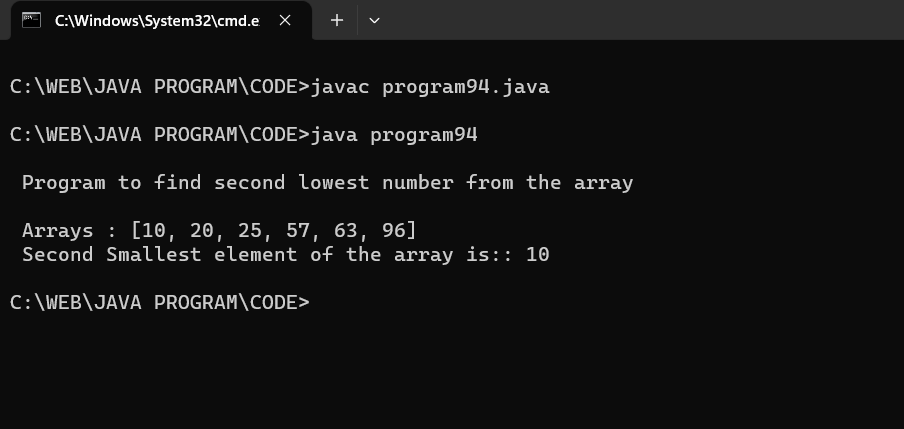 C:\Windows\System32\cmd.e
C:\WEB\JAVA PROGRAM\CODE>javac program94.java
C:\WEB\JAVA PROGRAM\CODE>java program94
Program to find second lowest number from the array
Arrays : [10, 20, 25, 57, 63, 96]
Second Smallest element of the array is:: 10
C:\WEB\JAVA PROGRAM\CODE>